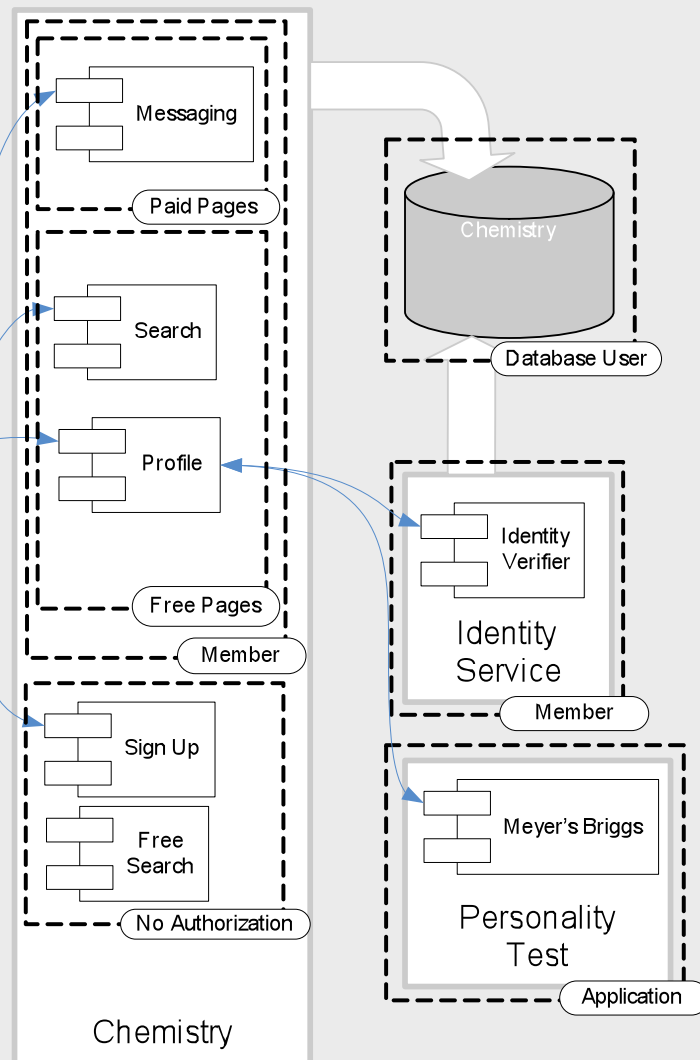 Messaging
Paid Pages
Search
Profile
Free Pages
Member
Sign Up
Free
Search
No Authorization
Chemistry
Chemistry
Database User
Identity
Verifier
Identity
Service
Member
Meyer's Briggs
Personality
Test
Application